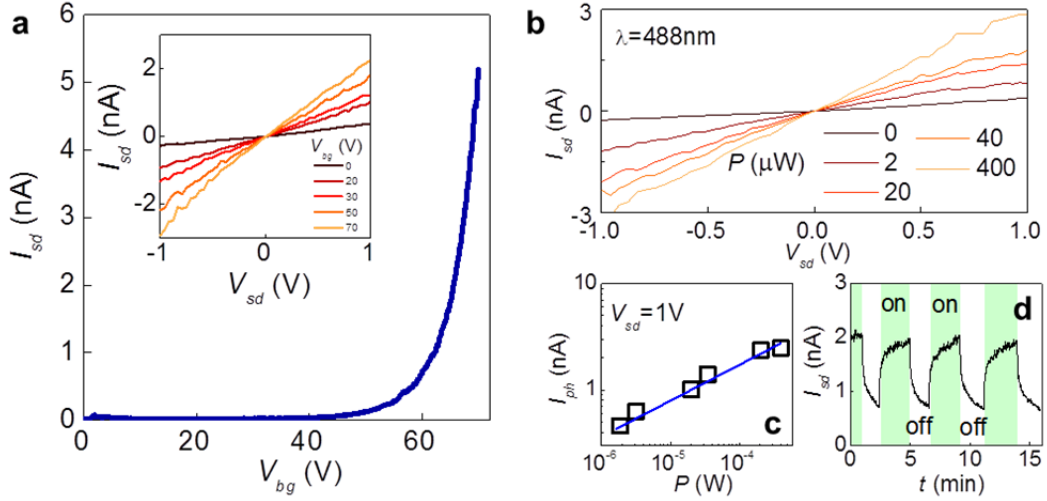 a
I_sd (nA)
6
5
4
3
2
1
0
0 20 40 60
V_bg (V)
I_sd (nA)
2
0
-2
-1 0 1
V_sd (V)
V_bg (V)
0
20
30
50
70
b
λ=488nm
I_sd (nA)
3
0
-3
-1.0 -0.5 0.0 0.5 1.0
V_sd (V)
P (μW)
0
2
20
40
400
V_sd=1V
I_ph (nA)
10
1
10⁻⁶ 10⁻⁵ 10⁻⁴
P (W)
c
d
on on
off off
I_sd (nA)
3
2
1
0
0 5 10 15
t (min)